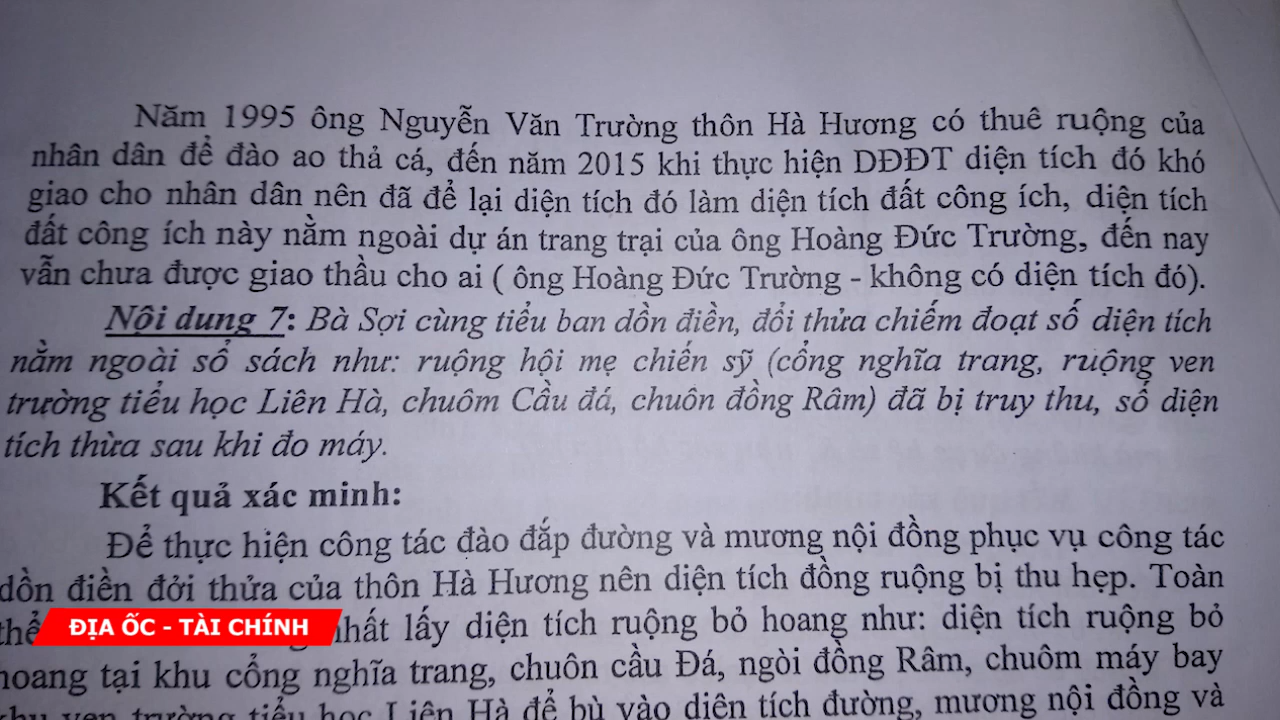 Năm 1995 ông Nguyễn Văn Trường thôn Hà Hương có thuê ruộng của
nhân dân để đào ao thả cá, đến năm 2015 khi thực hiện DĐĐT diện tích đó khó
giao cho nhân dân nên đã để lại diện tích đó làm diện tích đất công ích, diện tích
đất công ích này nằm ngoài dự án trang trại của ông Hoàng Đức Trường, đến nay
vẫn chưa được giao thầu cho ai ( ông Hoàng Đức Trường - không có diện tích đó).
Nội dung 7: Bà Sợi cùng tiểu ban dồn điền, đổi thửa chiếm đoạt số diện tích
nằm ngoài sổ sách như: ruộng hội mẹ chiến sỹ (cổng nghĩa trang, ruộng ven
trường tiểu học Liên Hà, chuôm Cầu đá, chuôn đồng Râm) đã bị truy thu, số diện
tích thừa sau khi đo máy.
Kết quả xác minh:
Để thực hiện công tác đào đắp đường và mương nội đồng phục vụ công tác
dồn điền đởi thửa của thôn Hà Hương nên diện tích đồng ruộng bị thu hẹp. Toàn
thể nhất lấy diện tích ruộng bỏ hoang như: diện tích ruộng bỏ
ĐỊA ỐC - TÀI CHÍNH
hoang tại khu cổng nghĩa trang, chuôn cầu Đá, ngòi đồng Râm, chuôm máy bay
khu ven trường tiểu học Liên Hà để bù vào diện tích đường, mương nội đồng và